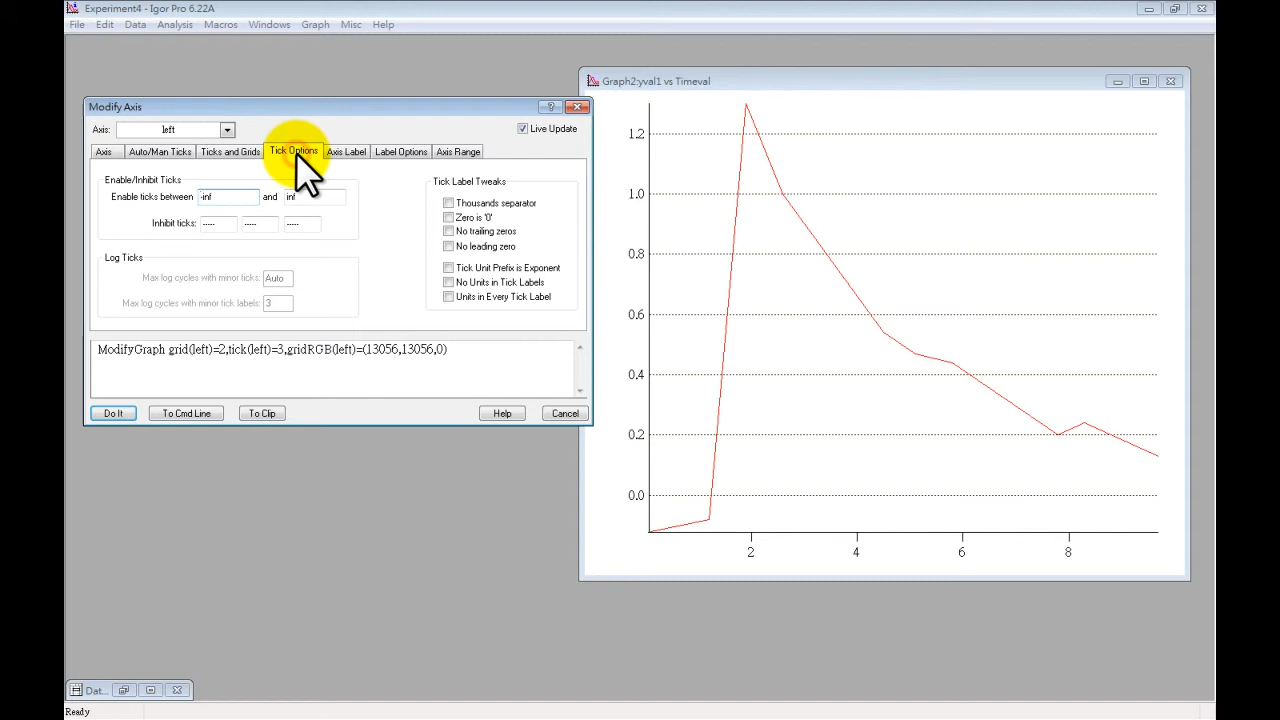 Experiment4 - Igor Pro 6.22A
File Edit Data Analysis Macros Windows Graph Misc Help
Graph2:yval1 vs Timeval
Modify Axis
Axis: left
Live Update
Axis Auto/Man Ticks Ticks and Grids Tick Options Axis Label Label Options Axis Range
Enable/Inhibit Ticks
Enable ticks between -inf and inf
Inhibit ticks: ----- ----- -----
Log Ticks
Max log cycles with minor ticks: Auto
Max log cycles with minor tick labels: 3
Tick Label Tweaks
Thousands separator
Zero is '0'
No trailing zeros
No leading zero
Tick Unit Prefix is Exponent
No Units in Tick Labels
Units in Every Tick Label
ModifyGraph grid(left)=2,tick(left)=3,gridRGB(left)=(13056,13056,0)
Do It To Cmd Line To Clip Help Cancel
1.2
1.0
0.8
0.6
0.4
0.2
0.0
2 4 6 8
Dat...
Ready